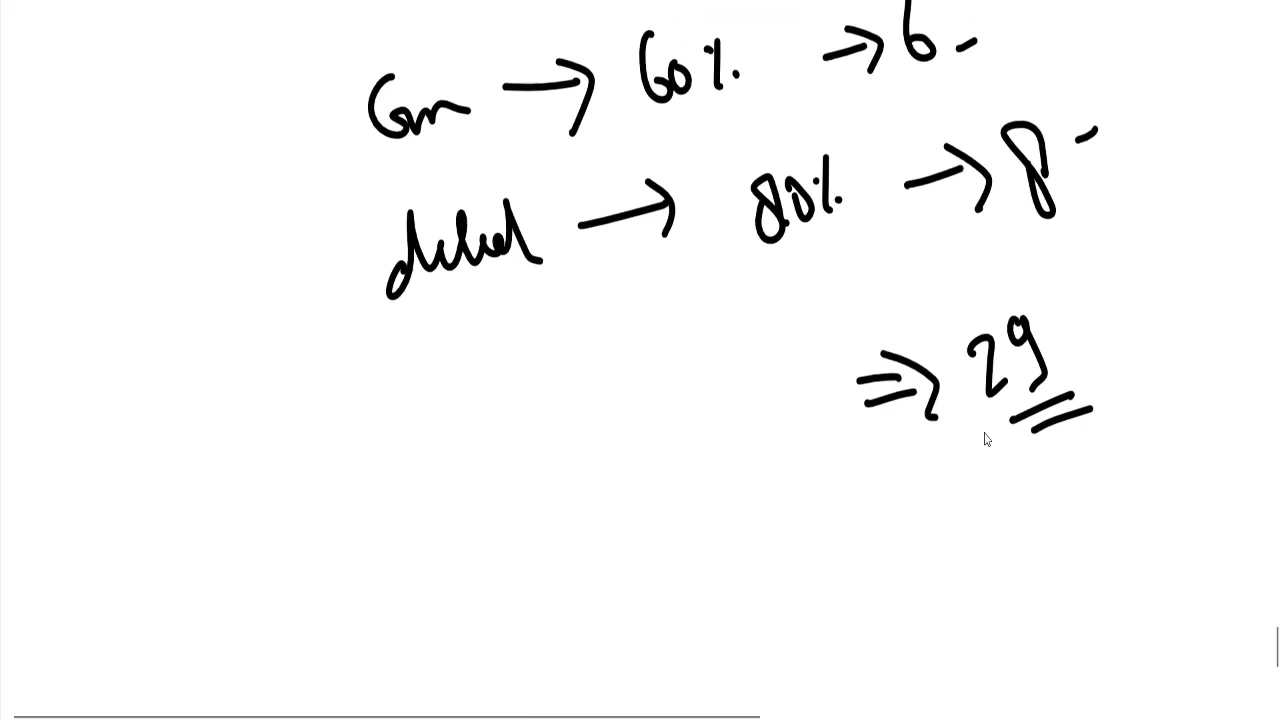 Gm → 60% → 6 -
→ 80% → 8 -
⇒ 29